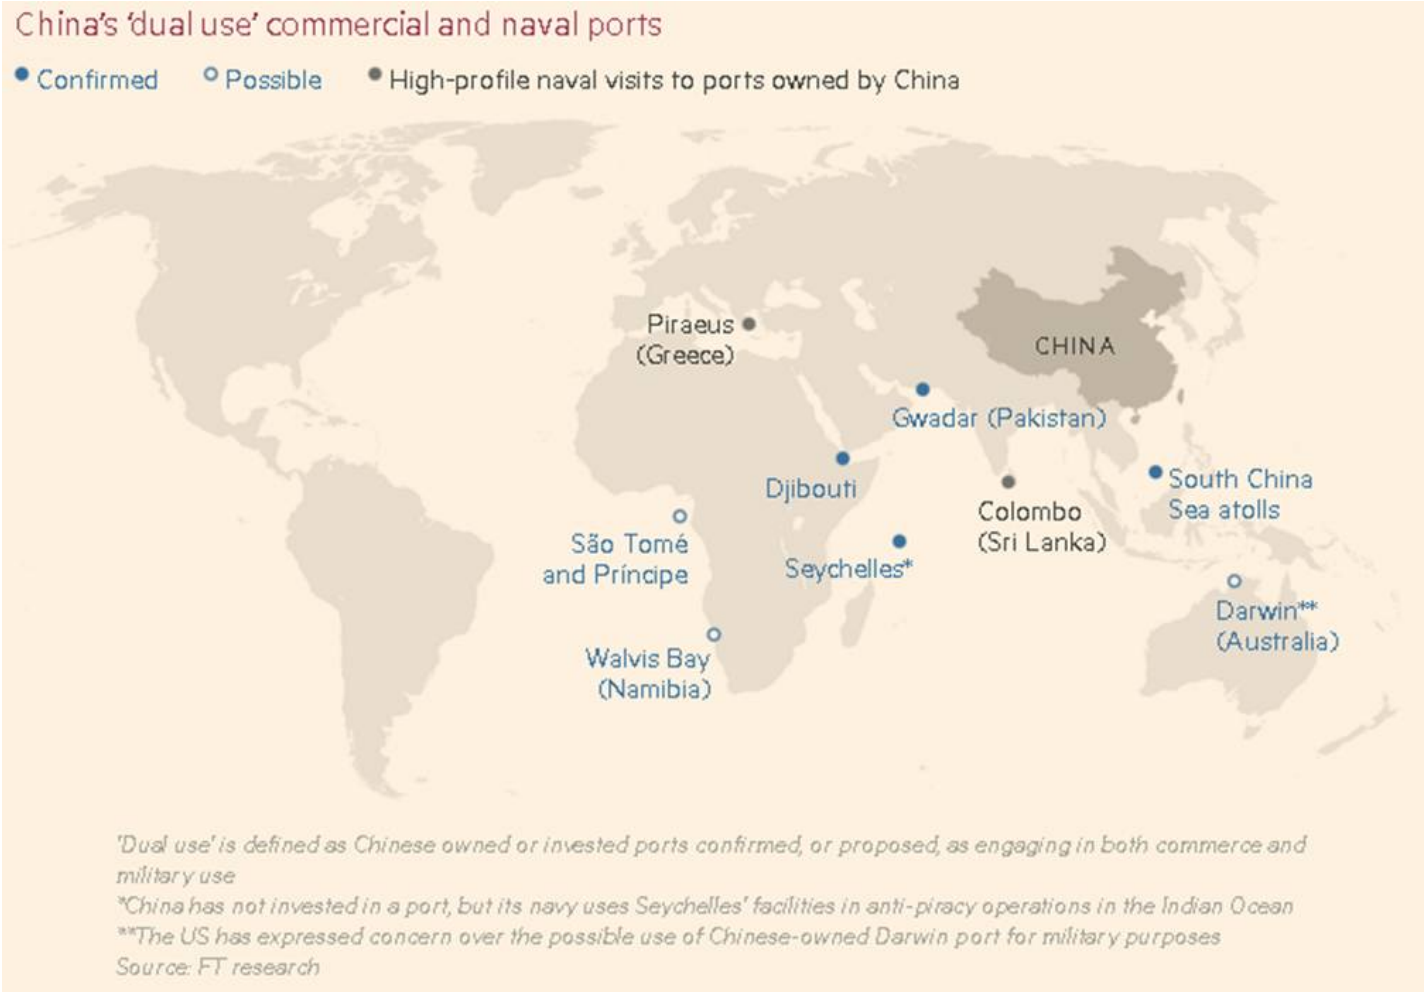 China's 'dual use' commercial and naval ports
Confirmed
Possible
High-profile naval visits to ports owned by China
Piraeus
(Greece)
CHINA
Gwadar (Pakistan)
Djibouti
South China
Sea atolls
Colombo
(Sri Lanka)
São Tomé
and Príncipe
Seychelles*
Darwin**
(Australia)
Walvis Bay
(Namibia)
'Dual use' is defined as Chinese owned or invested ports confirmed, or proposed, as engaging in both commerce and
military use
*China has not invested in a port, but its navy uses Seychelles' facilities in anti-piracy operations in the Indian Ocean
**The US has expressed concern over the possible use of Chinese-owned Darwin port for military purposes
Source: FT research